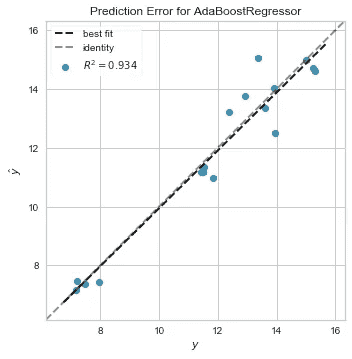 Prediction Error for AdaBoostRegressor
best fit
identity
R² = 0.934
16
14
12
10
8
ŷ
8
10
12
14
16
y